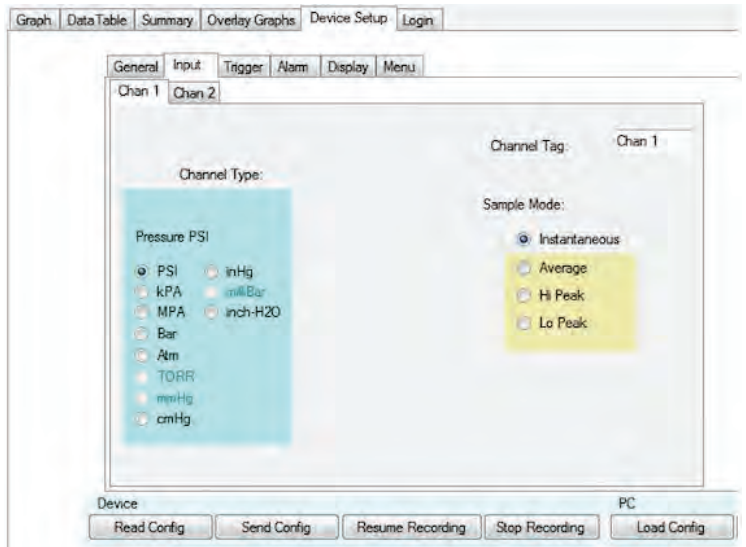 Graph Data Table Summary Overlay Graphs Device Setup Login
General Input Trigger Alarm Display Menu
Chan 1 Chan 2
Channel Tag: Chan 1
Channel Type:
Sample Mode:
Pressure PSI
Instantaneous
PSI inHg
Average
kPA milliBar
Hi Peak
MPA inch-H2O
Lo Peak
Bar
Atm
TORR
mmHg
cmHg
Device PC
Read Config Send Config Resume Recording Stop Recording Load Config